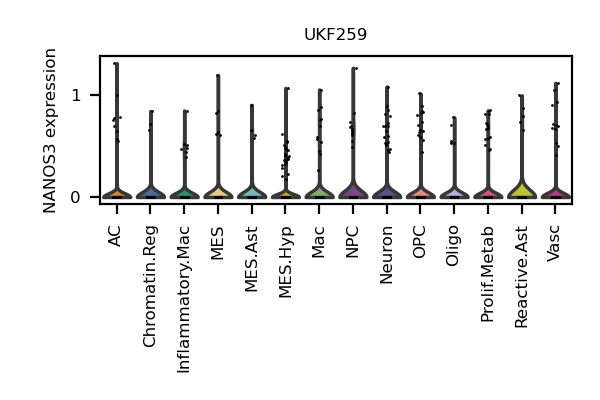 UKF259
NANOS3 expression
1
0
AC
Chromatin.Reg
Inflammatory.Mac
MES
MES.Ast
MES.Hyp
Mac
NPC
Neuron
OPC
Oligo
Prolif.Metab
Reactive.Ast
Vasc